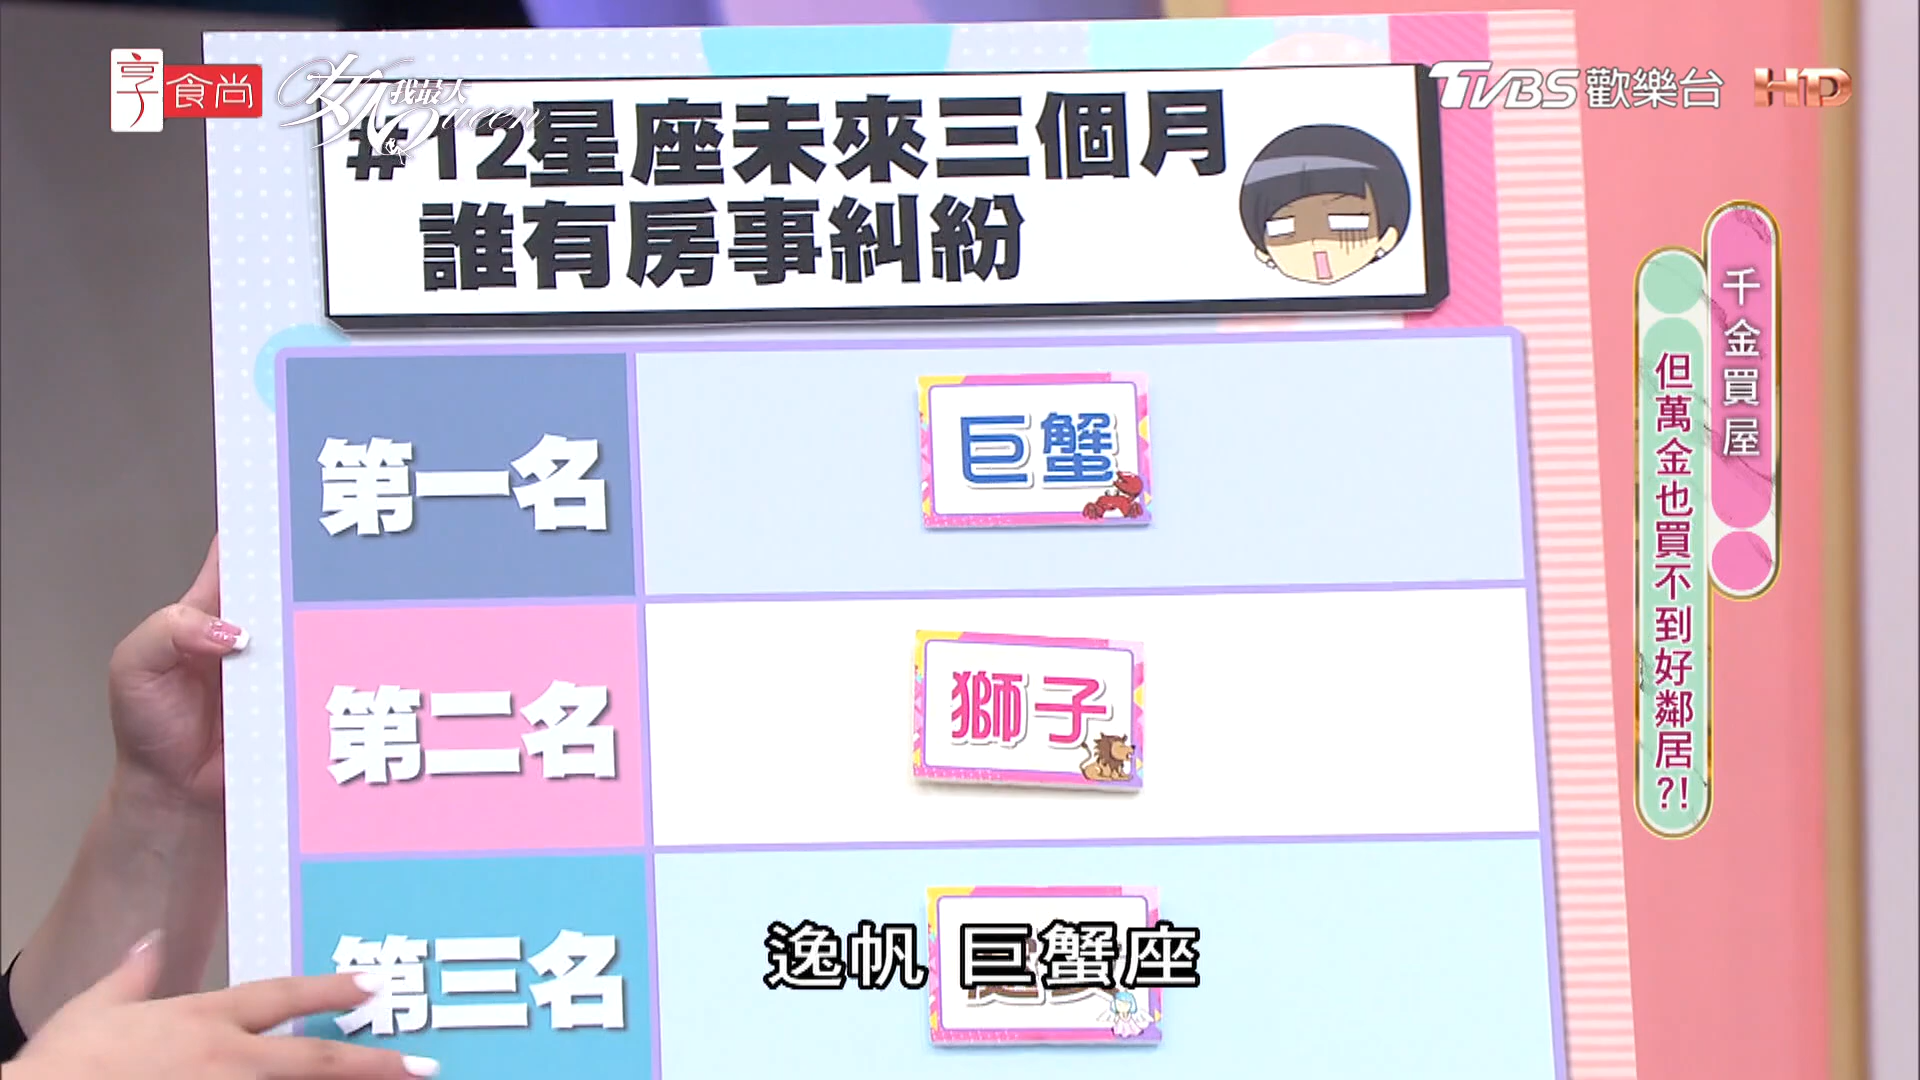 享
食尚
女人我最大
Queen
TVBS歡樂台 HD
#12星座未來三個月
誰有房事糾紛
千金買屋
但萬金也買不到好鄰居?!
第一名
巨蟹
第二名
獅子
第三名
逸帆 巨蟹座